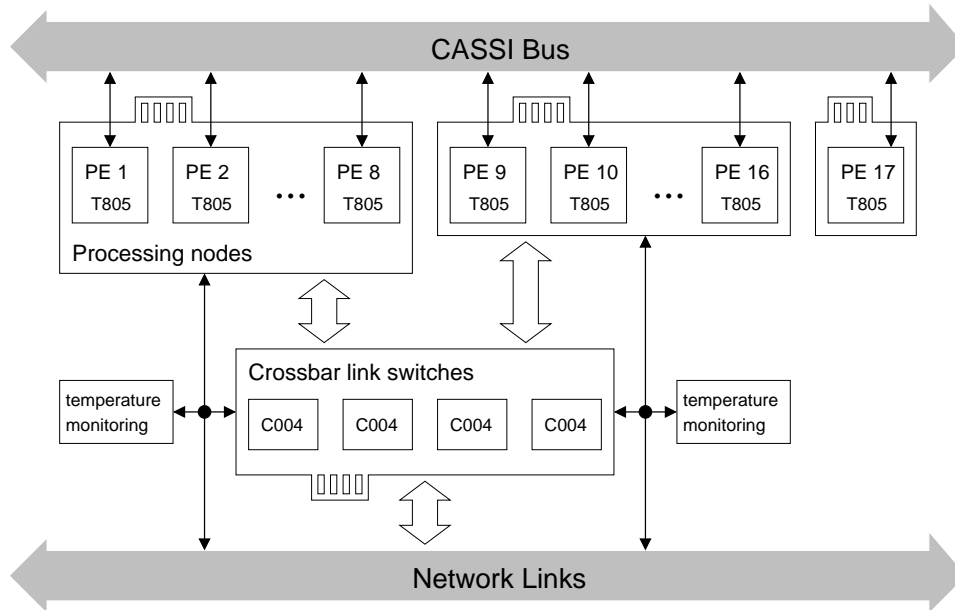 CASSI Bus
PE 1
T805
PE 2
T805
...
PE 8
T805
Processing nodes
PE 9
T805
PE 10
T805
...
PE 16
T805
PE 17
T805
Crossbar link switches
C004
C004
C004
C004
temperature
monitoring
temperature
monitoring
Network Links